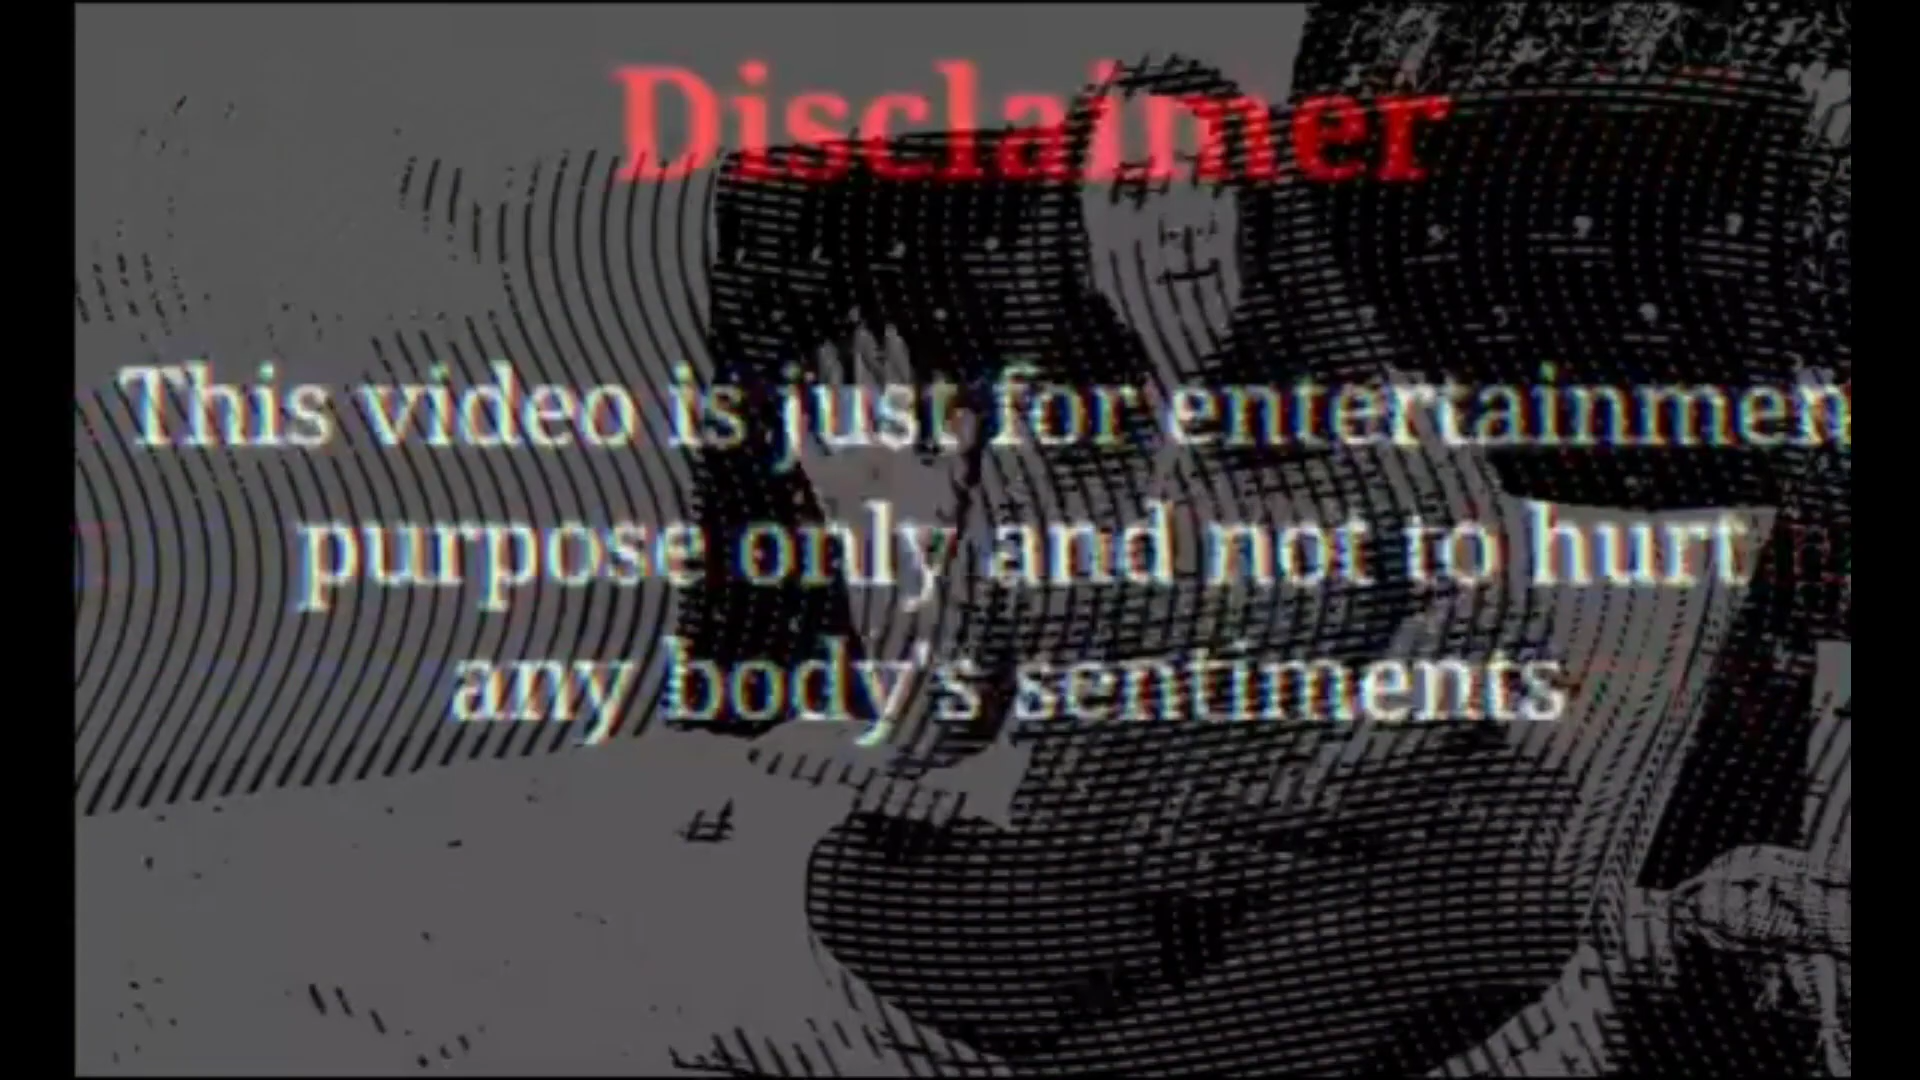 Disclaimer
This video is just for entertainmen
purpose only and not to hurt
any body's sentiments